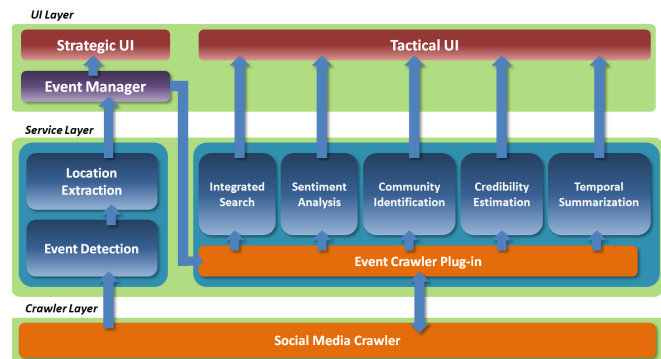 UI Layer
Strategic UI
Tactical UI
Event Manager
Service Layer
Location
Extraction
Event Detection
Integrated
Search
Sentiment
Analysis
Community
Identification
Credibility
Estimation
Temporal
Summarization
Event Crawler Plug-in
Crawler Layer
Social Media Crawler